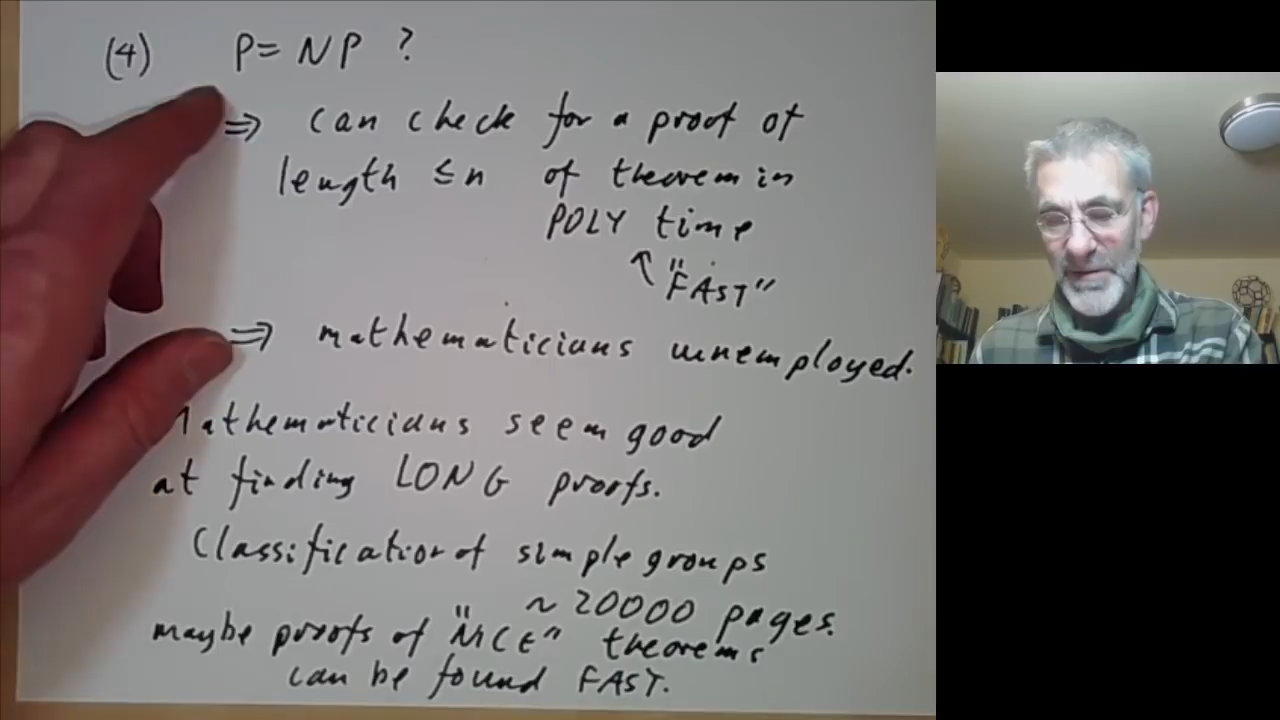 (4) P = NP ?
⇒ can check for a proof of
length ≤ n of theorem in
POLY time
↑ "FAST"
⇒ mathematicians unemployed.
Mathematicians seem good
at finding LONG proofs.
Classification of simple groups
~ 20000 pages.
maybe proofs of "NICE" theorems
can be found FAST.